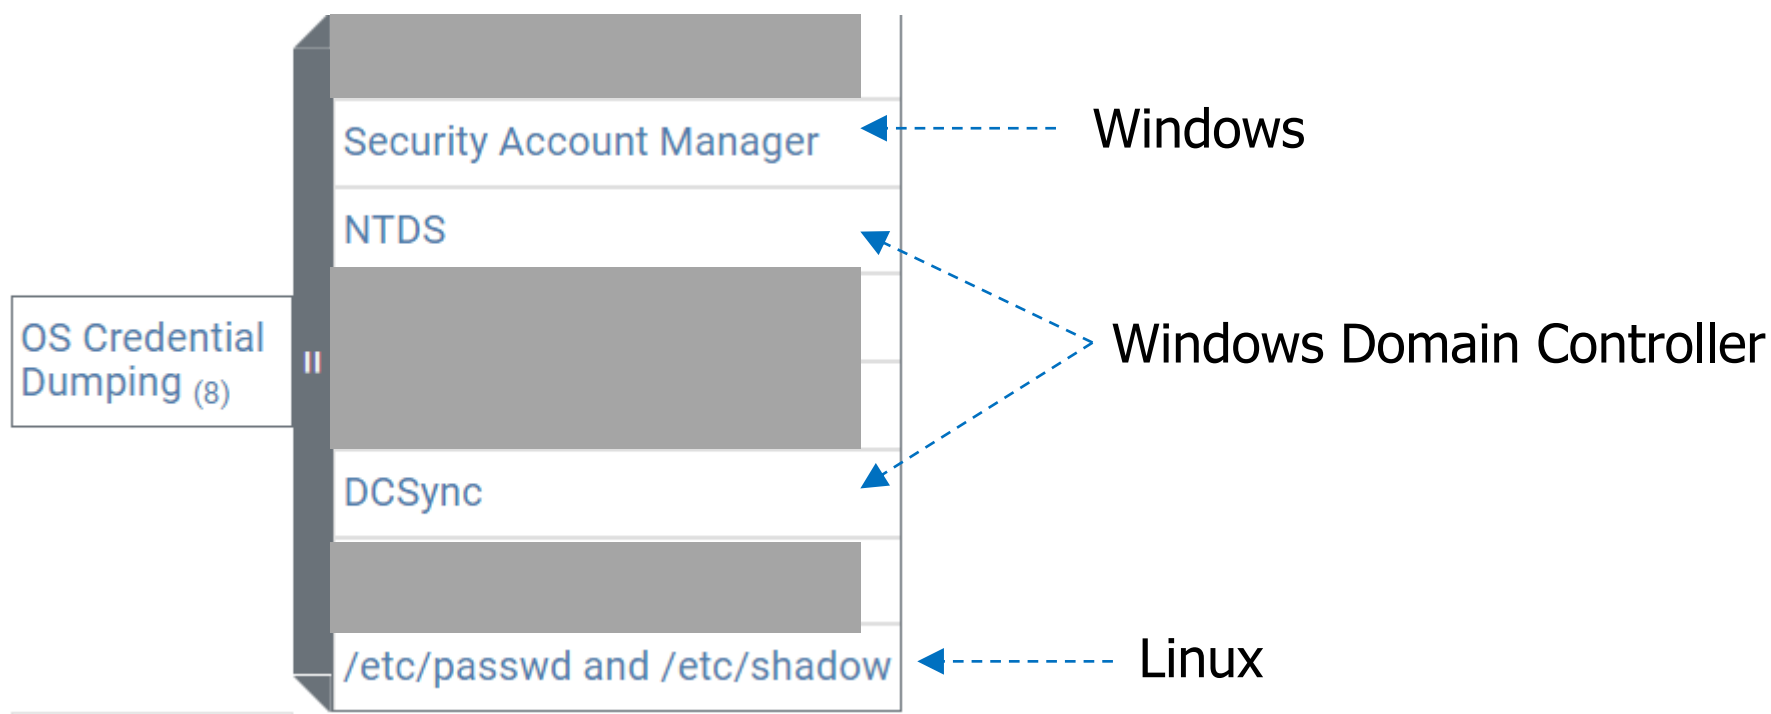 Security Account Manager
Windows
NTDS
OS Credential
Dumping (8)
Windows Domain Controller
DCSync
/etc/passwd and /etc/shadow
Linux